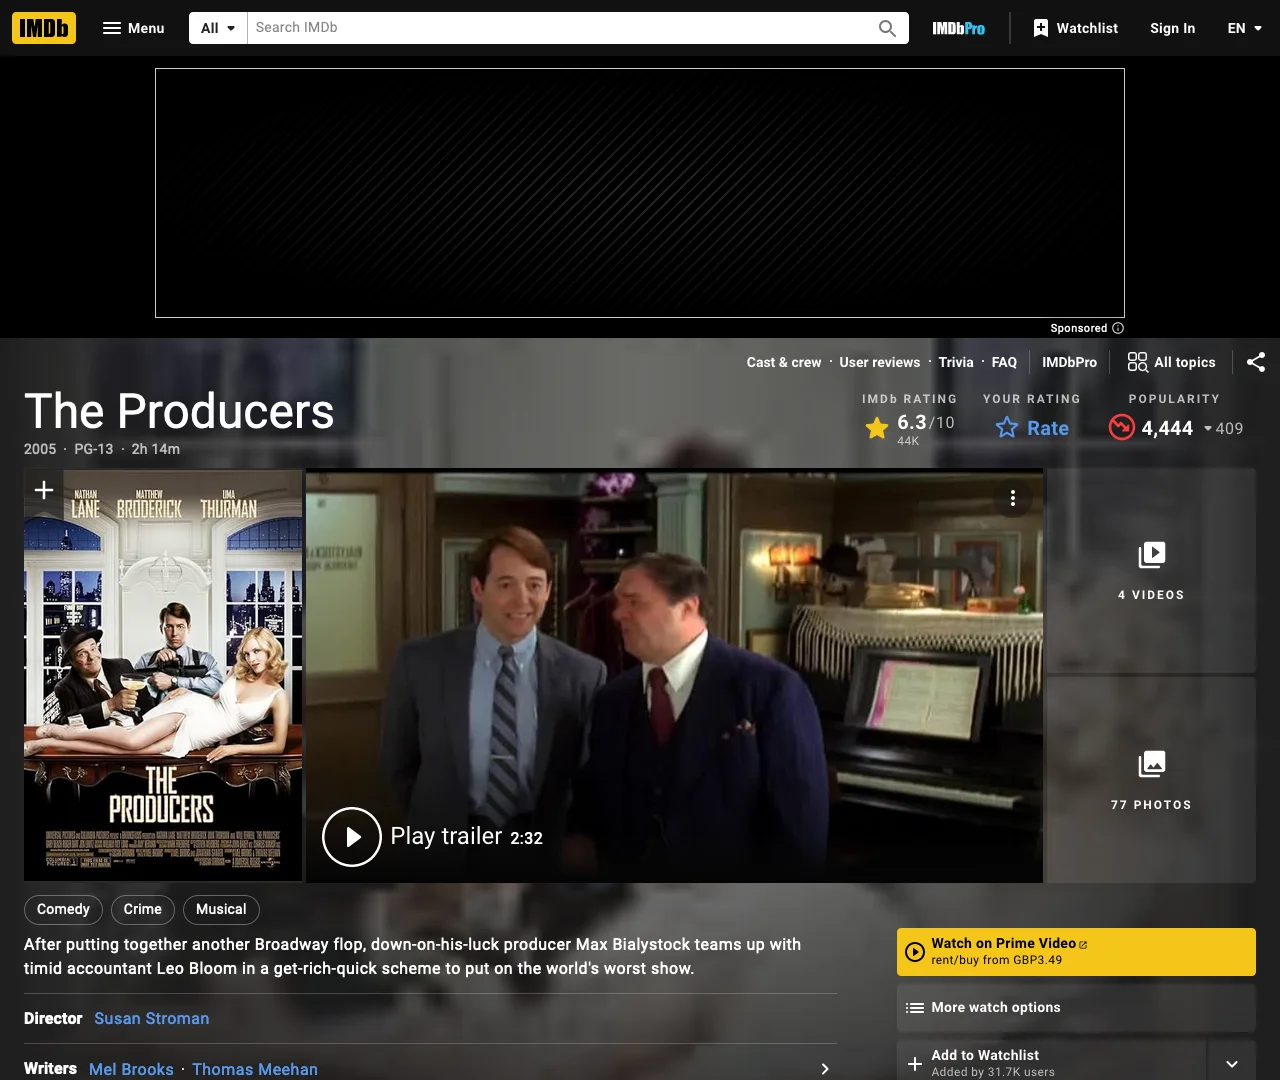 IMDb
Menu
All
Search IMDb
IMDbPro
Watchlist
Sign In
EN
Sponsored
Cast & crew · User reviews · Trivia · FAQ
IMDbPro
All topics
The Producers
2005 · PG-13 · 2h 14m
IMDb RATING
6.3/10
44K
YOUR RATING
Rate
POPULARITY
4,444
409
NATHAN LANE
MATTHEW BRODERICK
UMA THURMAN
THE
PRODUCERS
Play trailer 2:32
4 VIDEOS
77 PHOTOS
Comedy
Crime
Musical
After putting together another Broadway flop, down-on-his-luck producer Max Bialystock teams up with
timid accountant Leo Bloom in a get-rich-quick scheme to put on the world's worst show.
Director Susan Stroman
Writers Mel Brooks · Thomas Meehan
Watch on Prime Video
rent/buy from GBP3.49
More watch options
Add to Watchlist
Added by 31.7K users